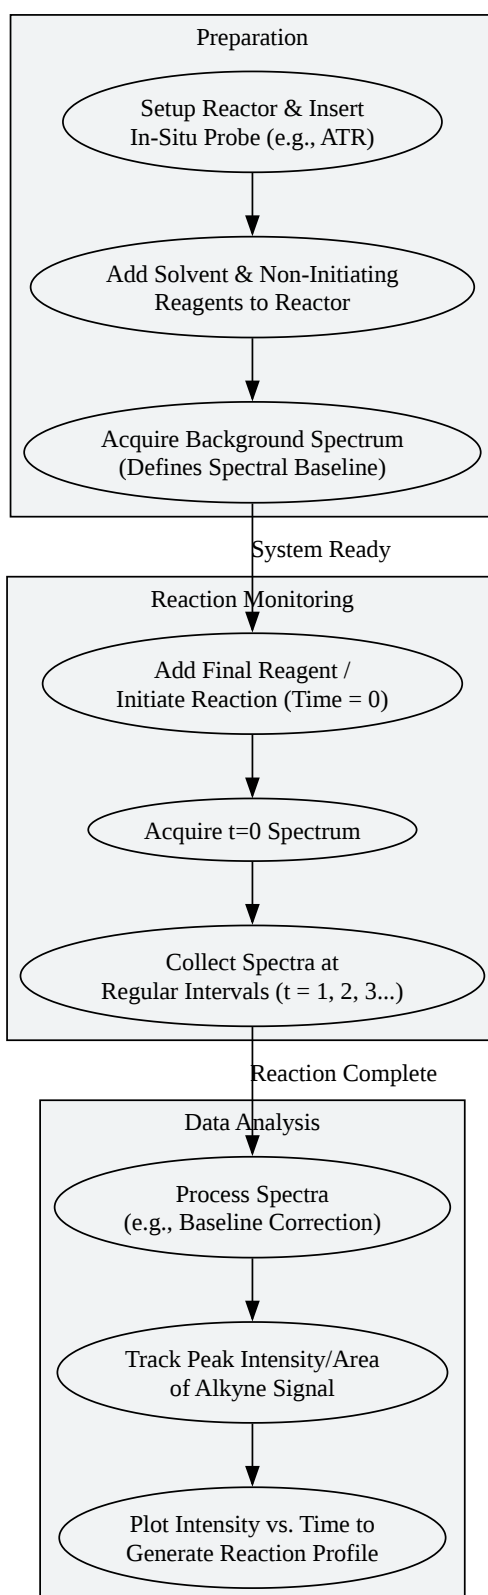 Preparation
Setup Reactor & Insert
In-Situ Probe (e.g., ATR)
Add Solvent & Non-Initiating
Reagents to Reactor
Acquire Background Spectrum
(Defines Spectral Baseline)
System Ready
Reaction Monitoring
Add Final Reagent /
Initiate Reaction (Time = 0)
Acquire t=0 Spectrum
Collect Spectra at
Regular Intervals (t = 1, 2, 3...)
Reaction Complete
Data Analysis
Process Spectra
(e.g., Baseline Correction)
Track Peak Intensity/Area
of Alkyne Signal
Plot Intensity vs. Time to
Generate Reaction Profile